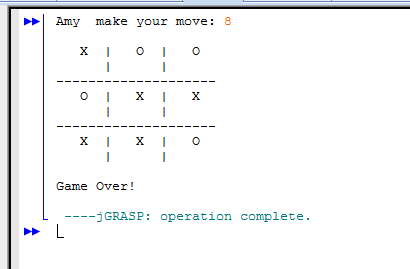 Amy  make your move: 8
X | O | O
| |
--------------------
O | X | X
| |
--------------------
X | X | O
| |
Game Over!
----jGRASP: operation complete.